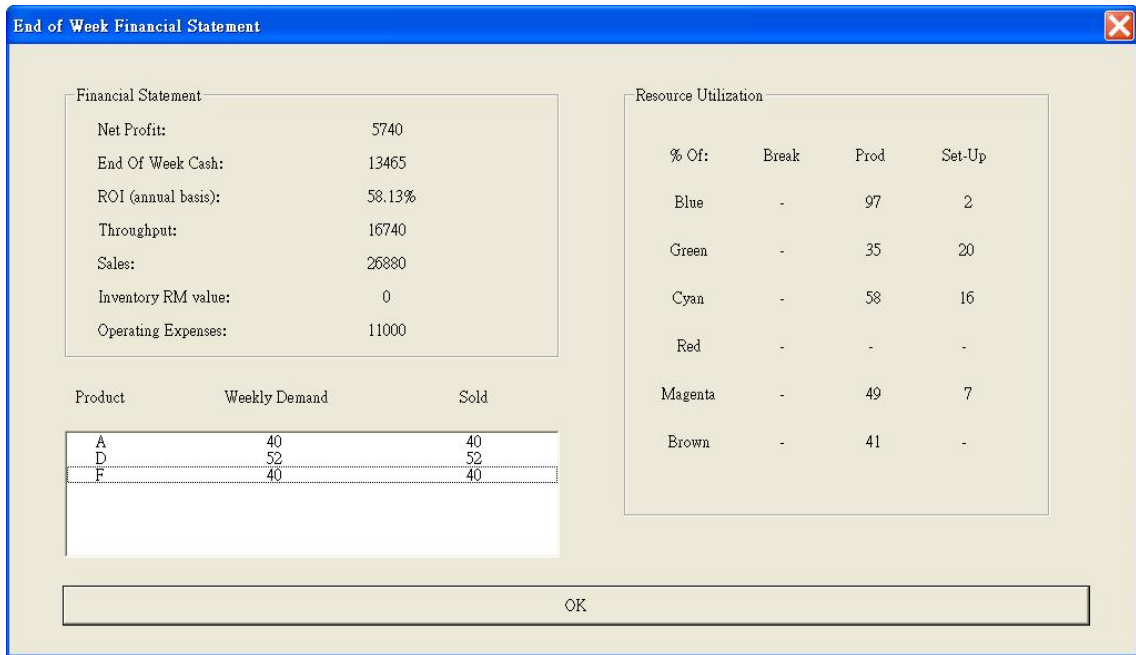 End of Week Financial Statement
Financial Statement
Net Profit: 5740
End Of Week Cash: 13465
ROI (annual basis): 58.13%
Throughput: 16740
Sales: 26880
Inventory RM value: 0
Operating Expenses: 11000
Product Weekly Demand Sold
A 40 40
D 52 52
F 40 40
Resource Utilization
% Of: Break Prod Set-Up
Blue - 97 2
Green - 35 20
Cyan - 58 16
Red - - -
Magenta - 49 7
Brown - 41 -
OK